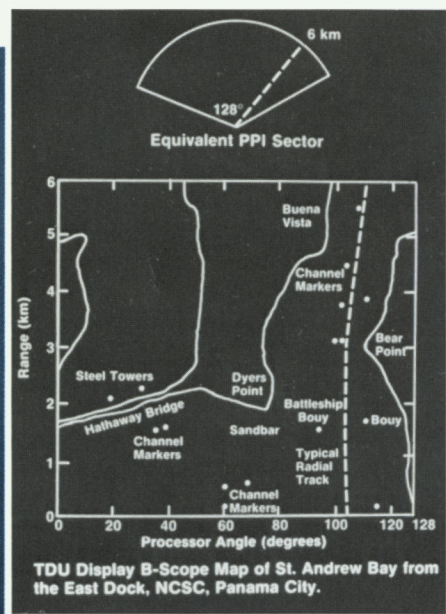 6 km
128°
Equivalent PPI Sector
6
5
4
3
2
1
0
Range (km)
Buena
Vista
Channel
Markers
Bear
Point
Steel Towers
Dyers
Point
Hathaway Bridge
Battleship
Bouy
Bouy
Channel
Markers
Sandbar
Typical
Radial
Track
Channel
Markers
0 20 40 60 80 100 120 128
Processor Angle (degrees)
TDU Display B-Scope Map of St. Andrew Bay from
the East Dock, NCSC, Panama City.